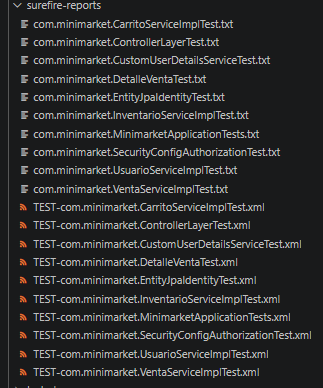 surefire-reports
com.minimarket.CarritoServiceImplTest.txt
com.minimarket.ControllerLayerTest.txt
com.minimarket.CustomUserDetailsServiceTest.txt
com.minimarket.DetalleVentaTest.txt
com.minimarket.EntityJpaIdentityTest.txt
com.minimarket.InventarioServiceImplTest.txt
com.minimarket.MinimarketApplicationTests.txt
com.minimarket.SecurityConfigAuthorizationTest.txt
com.minimarket.UsuarioServiceImplTest.txt
com.minimarket.VentaServiceImplTest.txt
TEST-com.minimarket.CarritoServiceImplTest.xml
TEST-com.minimarket.ControllerLayerTest.xml
TEST-com.minimarket.CustomUserDetailsServiceTest.xml
TEST-com.minimarket.DetalleVentaTest.xml
TEST-com.minimarket.EntityJpaIdentityTest.xml
TEST-com.minimarket.InventarioServiceImplTest.xml
TEST-com.minimarket.MinimarketApplicationTests.xml
TEST-com.minimarket.SecurityConfigAuthorizationTest.xml
TEST-com.minimarket.UsuarioServiceImplTest.xml
TEST-com.minimarket.VentaServiceImplTest.xml